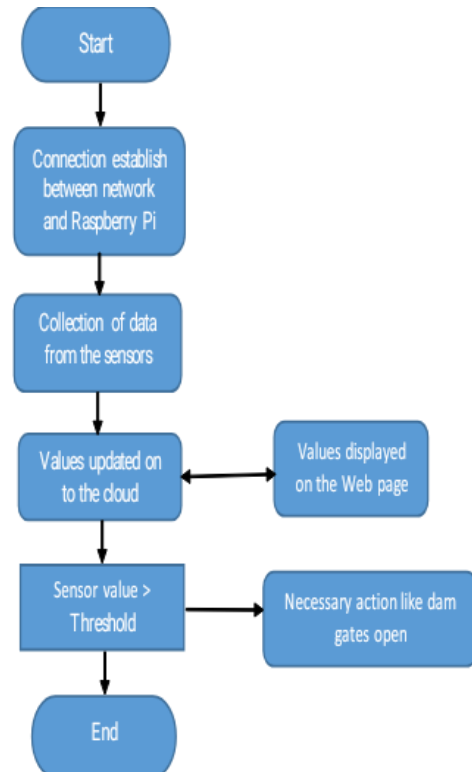 Start
Connection establish
between network
and Raspberry Pi
Collection of data
from the sensors
Values updated on
to the cloud
Values displayed
on the Web page
Sensor value >
Threshold
Necessary action like dam
gates open
End